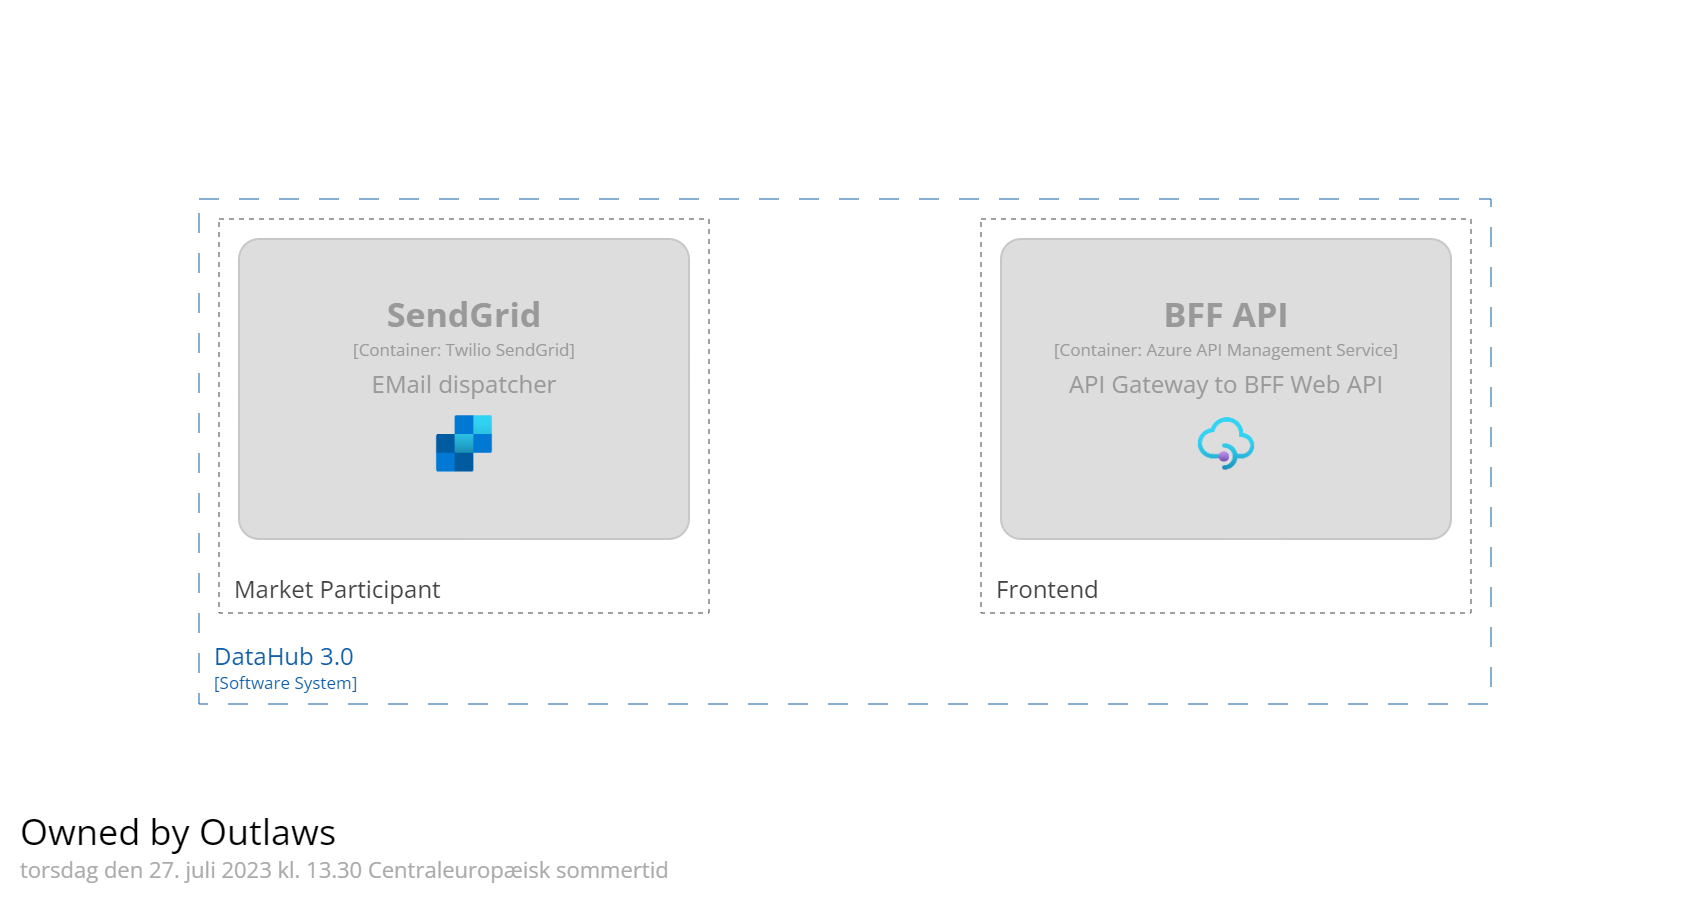 SendGrid
[Container: Twilio SendGrid]
EMail dispatcher
Market Participant
BFF API
[Container: Azure API Management Service]
API Gateway to BFF Web API
Frontend
DataHub 3.0
[Software System]
Owned by Outlaws
torsdag den 27. juli 2023 kl. 13.30 Centraleuropæisk sommertid